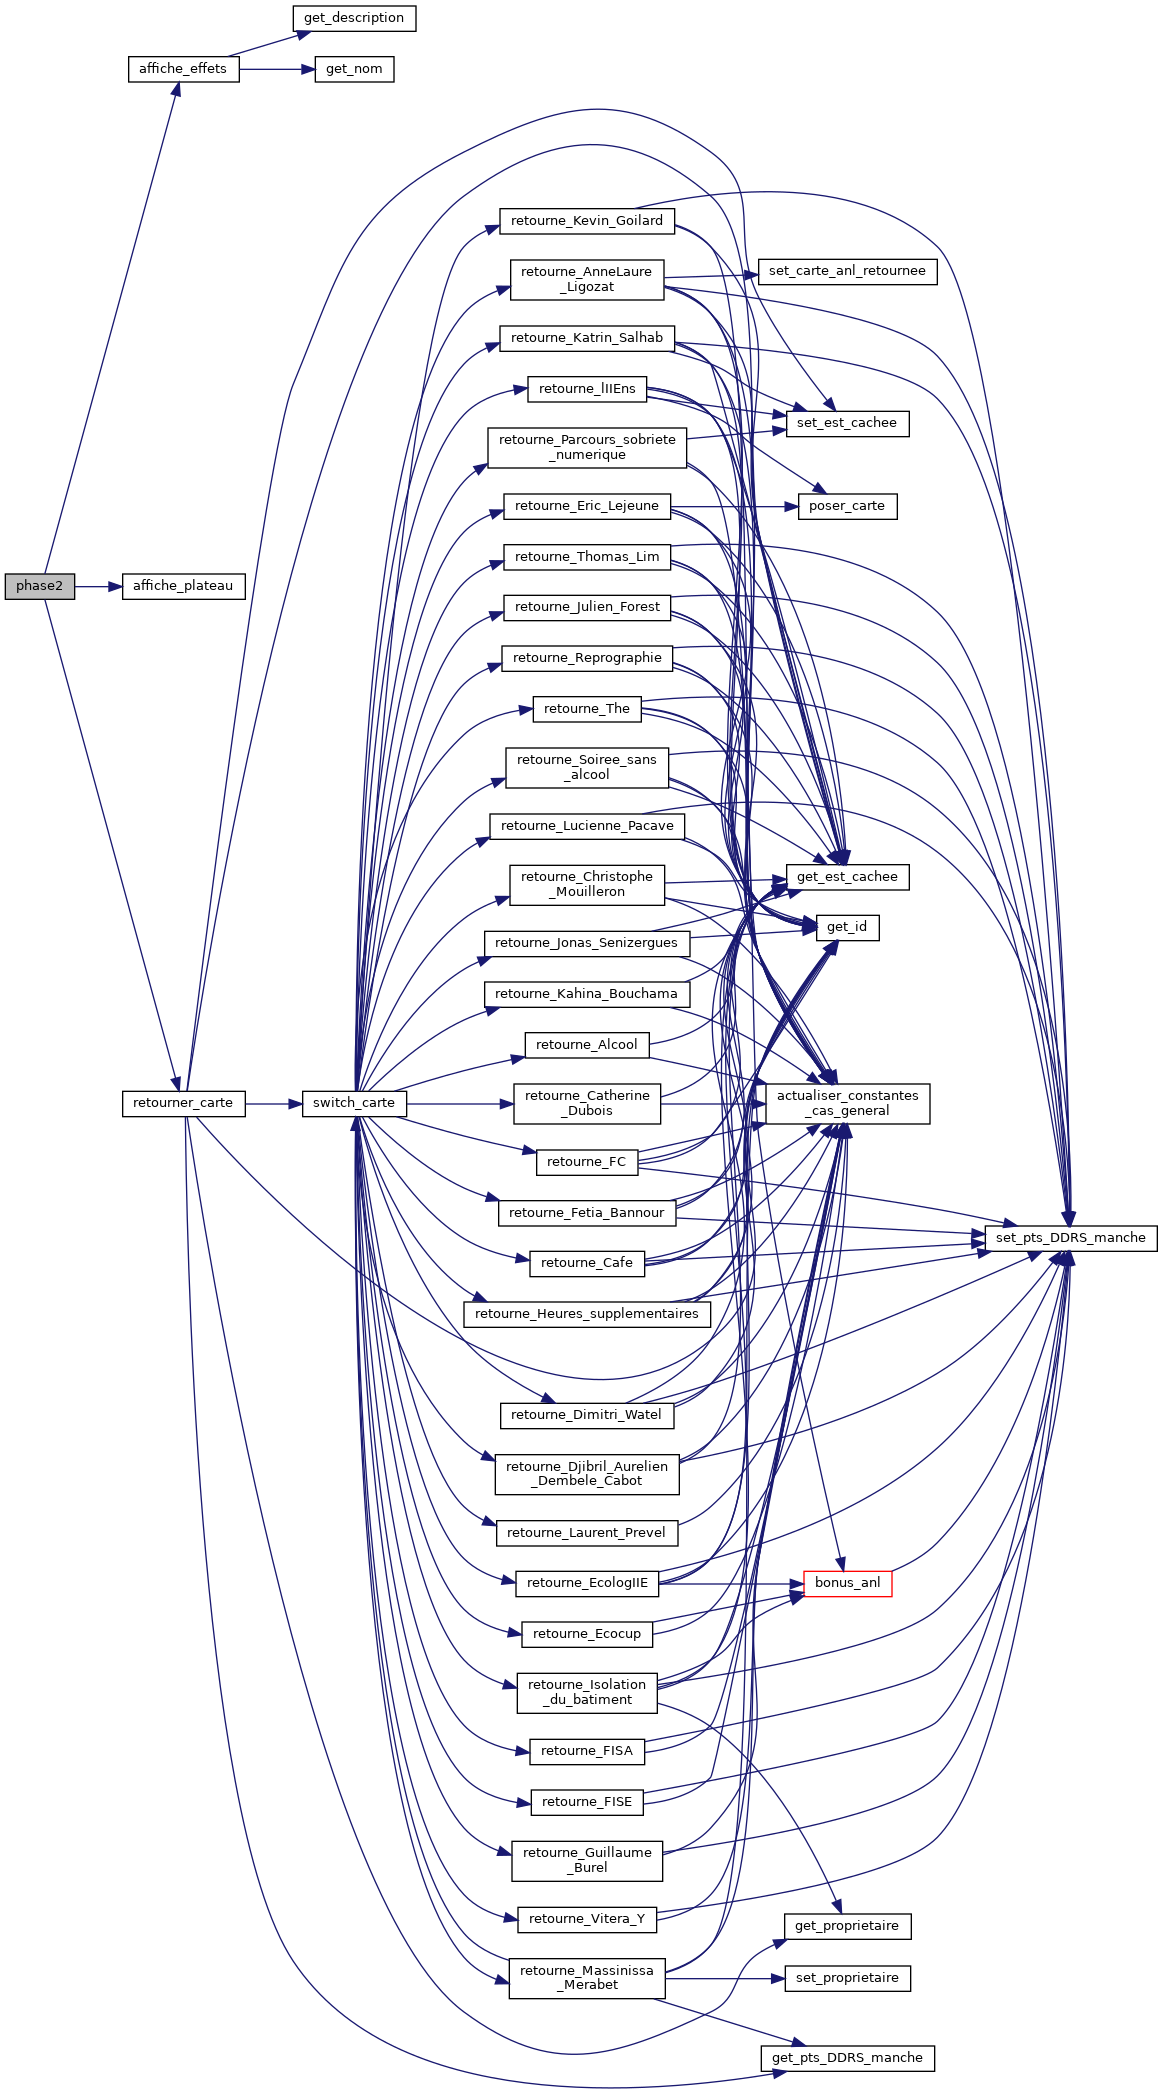 get_description
affiche_effets
get_nom
retourne_Kevin_Goilard
retourne_AnneLaure
_Ligozat
set_carte_anl_retournee
retourne_Katrin_Salhab
retourne_lIIEns
set_est_cachee
retourne_Parcours_sobriete
_numerique
retourne_Eric_Lejeune
poser_carte
retourne_Thomas_Lim
phase2
affiche_plateau
retourne_Julien_Forest
retourne_Reprographie
retourne_The
retourne_Soiree_sans
_alcool
retourne_Lucienne_Pacave
retourne_Christophe
_Mouilleron
get_est_cachee
get_id
retourne_Jonas_Senizergues
retourne_Kahina_Bouchama
retourne_Alcool
retourner_carte
switch_carte
retourne_Catherine
_Dubois
actualiser_constantes
_cas_general
retourne_FC
retourne_Fetia_Bannour
set_pts_DDRS_manche
retourne_Cafe
retourne_Heures_supplementaires
retourne_Dimitri_Watel
retourne_Djibril_Aurelien
_Dembele_Cabot
retourne_Laurent_Prevel
retourne_EcologIIE
bonus_anl
retourne_Ecocup
retourne_Isolation
_du_batiment
retourne_FISA
retourne_FISE
retourne_Guillaume
_Burel
retourne_Vitera_Y
get_proprietaire
retourne_Massinissa
_Merabet
set_proprietaire
get_pts_DDRS_manche